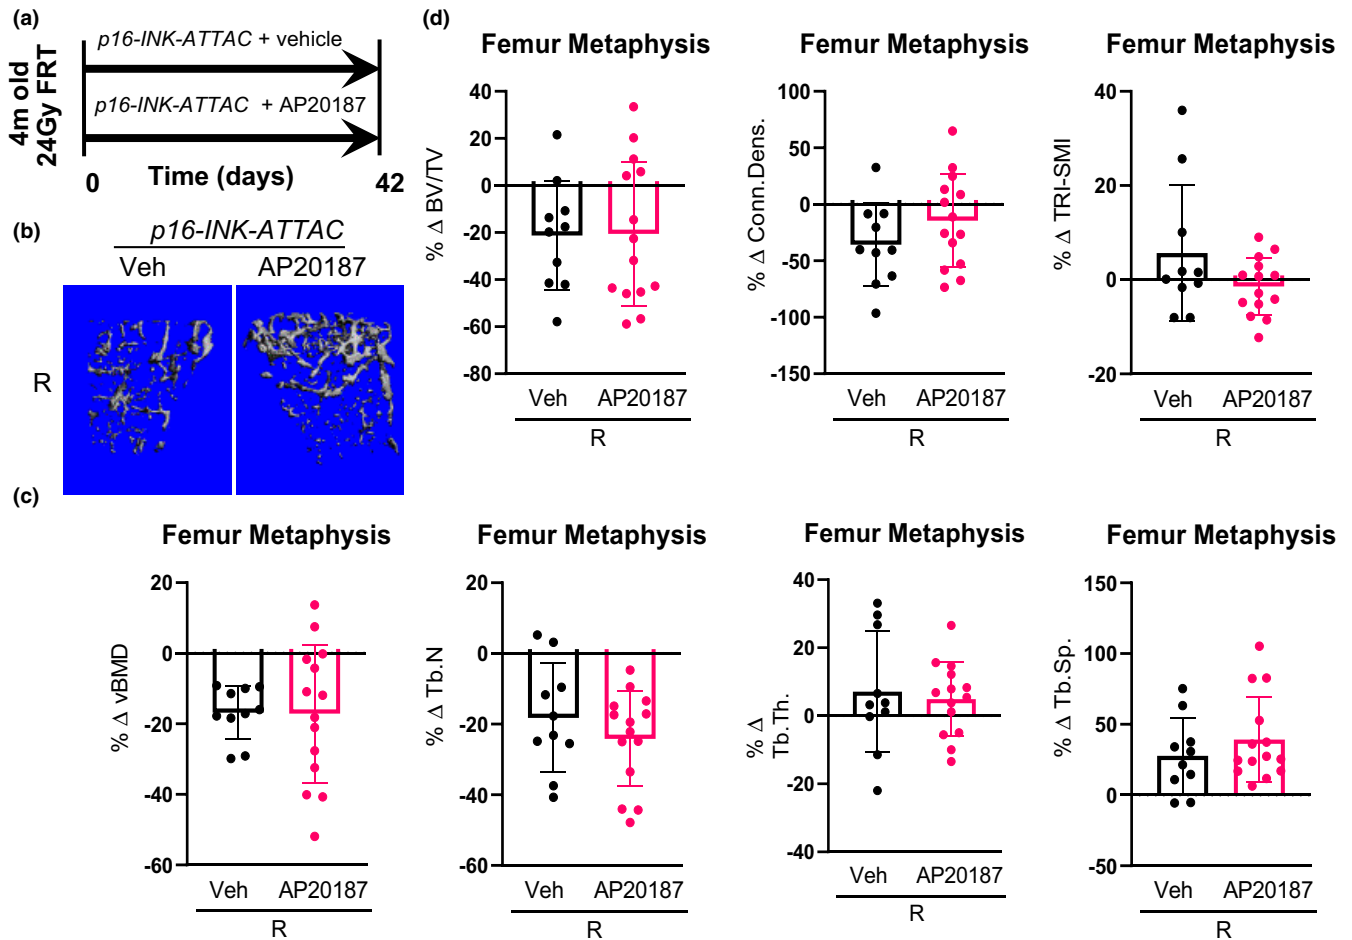 (a)
4m old
24Gy FRT
p16-INK-ATTAC + vehicle
p16-INK-ATTAC + AP20187
0 Time (days) 42
(b)
p16-INK-ATTAC
Veh AP20187
R
(d)
Femur Metaphysis
% Δ BV/TV
40
20
0
-20
-40
-60
-80
Veh AP20187
R
Femur Metaphysis
% Δ Conn.Dens.
100
50
0
-50
-100
-150
Veh AP20187
R
Femur Metaphysis
% Δ TRI-SMI
40
20
0
-20
Veh AP20187
R
(c)
Femur Metaphysis
% Δ vBMD
20
0
-20
-40
-60
Veh AP20187
R
Femur Metaphysis
% Δ Tb.N
20
0
-20
-40
-60
Veh AP20187
R
Femur Metaphysis
% Δ
Tb.Th.
40
20
0
-20
-40
Veh AP20187
R
Femur Metaphysis
% Δ Tb.Sp.
150
100
50
0
-50
Veh AP20187
R